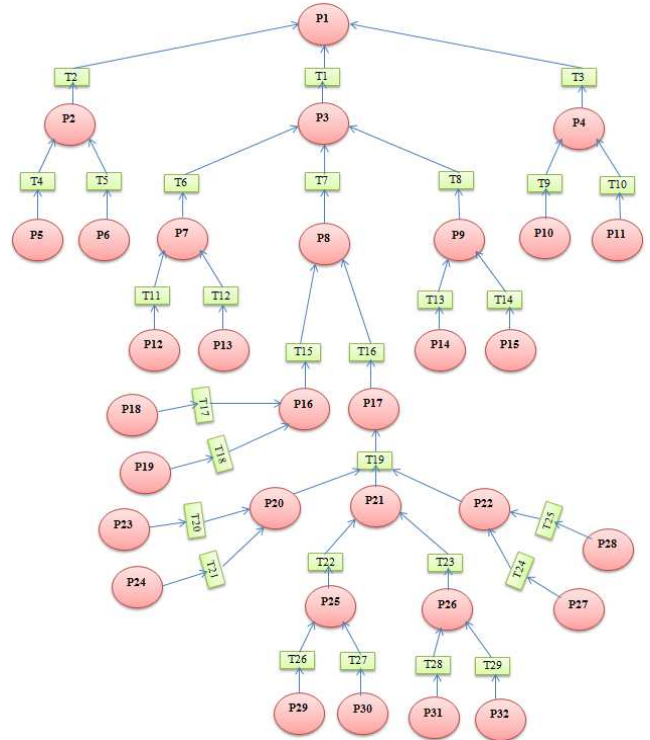 P1
T2 T1 T3
P2 P3 P4
T4 T5 T6 T7 T8 T9 T10
P5 P6 P7 P8 P9 P10 P11
T11 T12 T13 T14
P12 P13 T15 T16 P14 P15
P18 T17 P16 P17
P19 T18 T19
P23 T20 P20 P21 P22 T25 P28
P24 T21 T22 T23 T24 P27
P25 P26
T26 T27 T28 T29
P29 P30 P31 P32